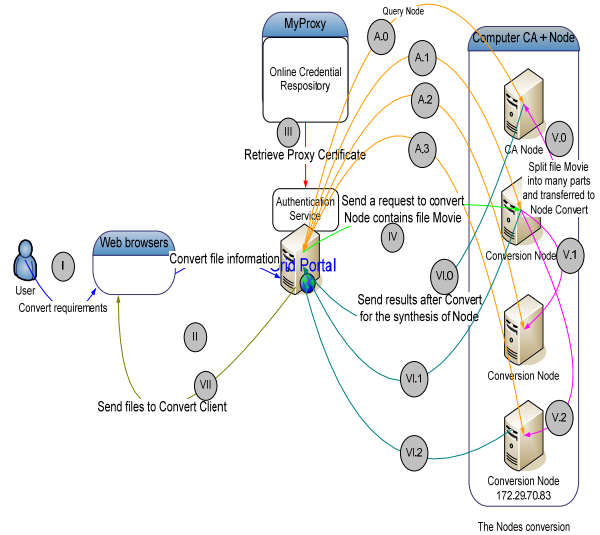 Query Node
MyProxy
A.0
Computer CA + Node
A.1
Online Credential
Respository
A.2
CA Node
V.0
III
A.3
Retrieve Proxy Certificate
Split file Movie
into many parts
and transferred to
Node Convert
Authentication
Service
Send a request to convert
Node contains file Movie
IV
Web browsers
Convert file information
Grid Portal
I
User
Conversion Node
V.1
VI.0
Convert requirements
Send results after Convert
for the synthesis of Node
II
VII
VI.1
Conversion Node
Send files to Convert Client
V.2
VI.2
Conversion Node
172.29.70.83
The Nodes conversion